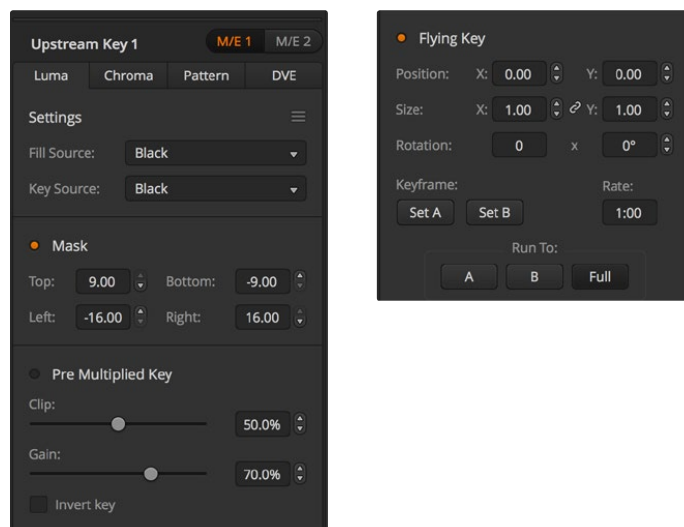 Upstream Key 1 M/E 1 M/E 2
Luma Chroma Pattern DVE
Settings
Fill Source: Black
Key Source: Black
Mask
Top: 9.00 Bottom: -9.00
Left: -16.00 Right: 16.00
Pre Multiplied Key
Clip:
50.0%
Gain:
70.0%
Invert key
Flying Key
Position: X: 0.00 Y: 0.00
Size: X: 1.00 Y: 1.00
Rotation: 0 x 0°
Keyframe: Rate:
Set A Set B 1:00
Run To:
A B Full